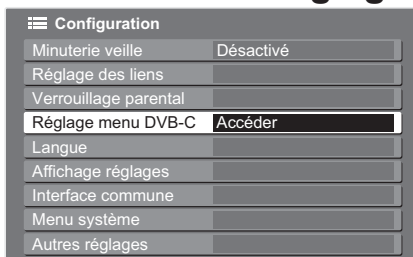 Configuration
Minuterie veille Désactivé
Réglage des liens
Verrouillage parental
Réglage menu DVB-C Accéder
Langue
Affichage réglages
Interface commune
Menu système
Autres réglages